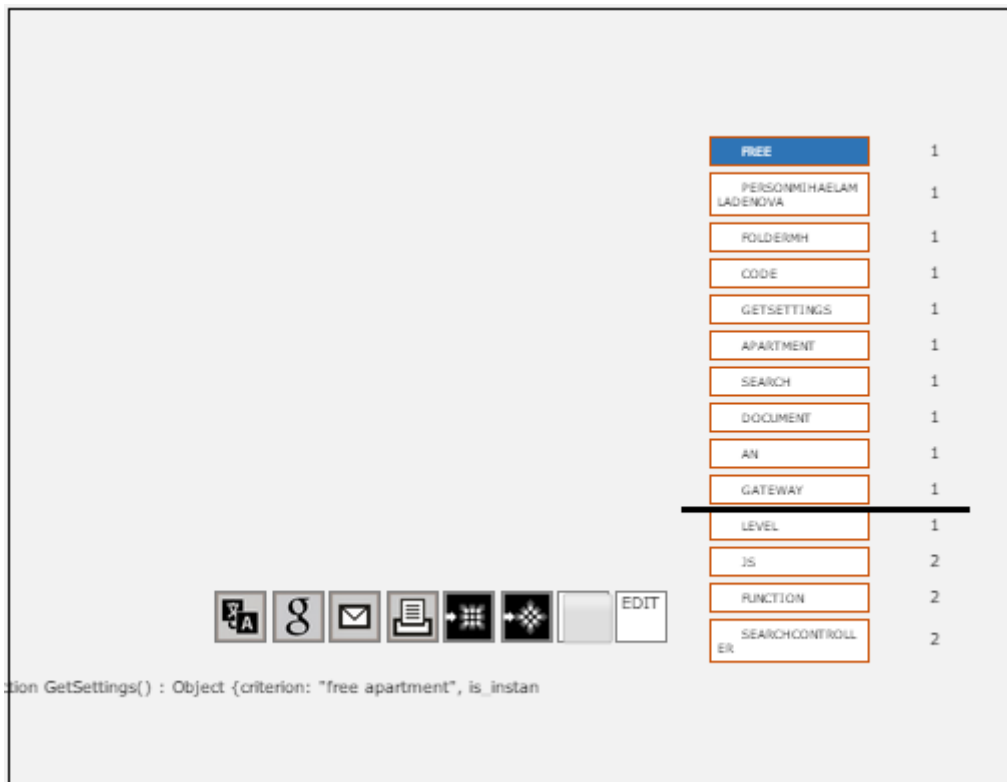 FREE 1
PERSONMIHAELAM 1
LADENOVA
FOLDERMH 1
CODE 1
GETSETTINGS 1
APARTMENT 1
SEARCH 1
DOCUMENT 1
AN 1
GATEWAY 1
LEVEL 1
JS 2
FUNCTION 2
SEARCHCONTROLL 2
ER
EDIT
ction GetSettings() : Object {criterion: "free apartment", is_instan